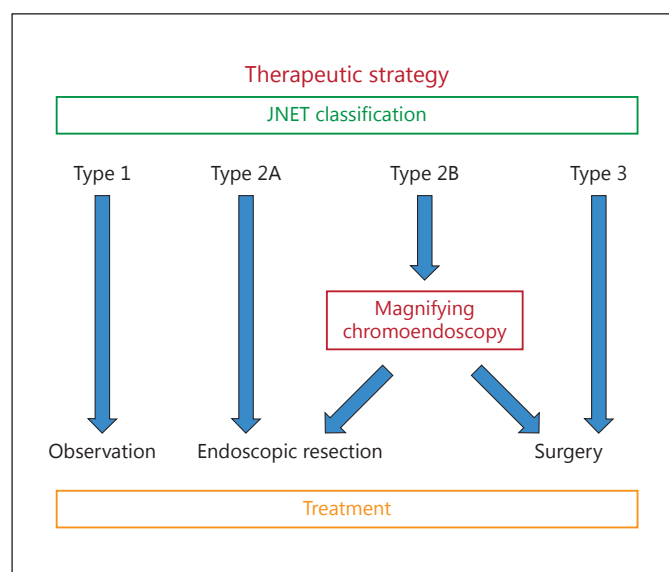 Therapeutic strategy
JNET classification
Type 1 Type 2A Type 2B Type 3
Magnifying
chromoendoscopy
Observation Endoscopic resection Surgery
Treatment